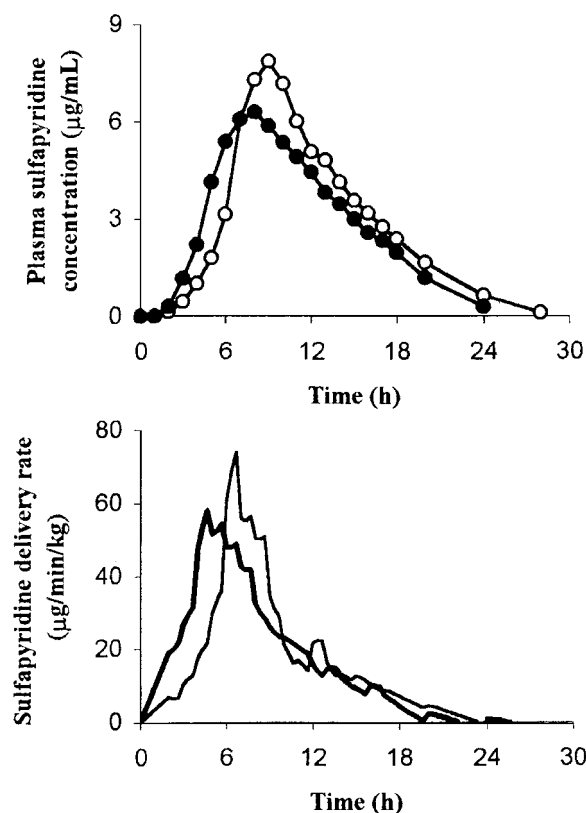 Plasma sulfapyridine
concentration (µg/mL)
9
6
3
0
0 6 12 18 24 30
Time (h)
Sulfapyridine delivery rate
(µg/min/kg)
80
60
40
20
0
0 6 12 18 24 30
Time (h)